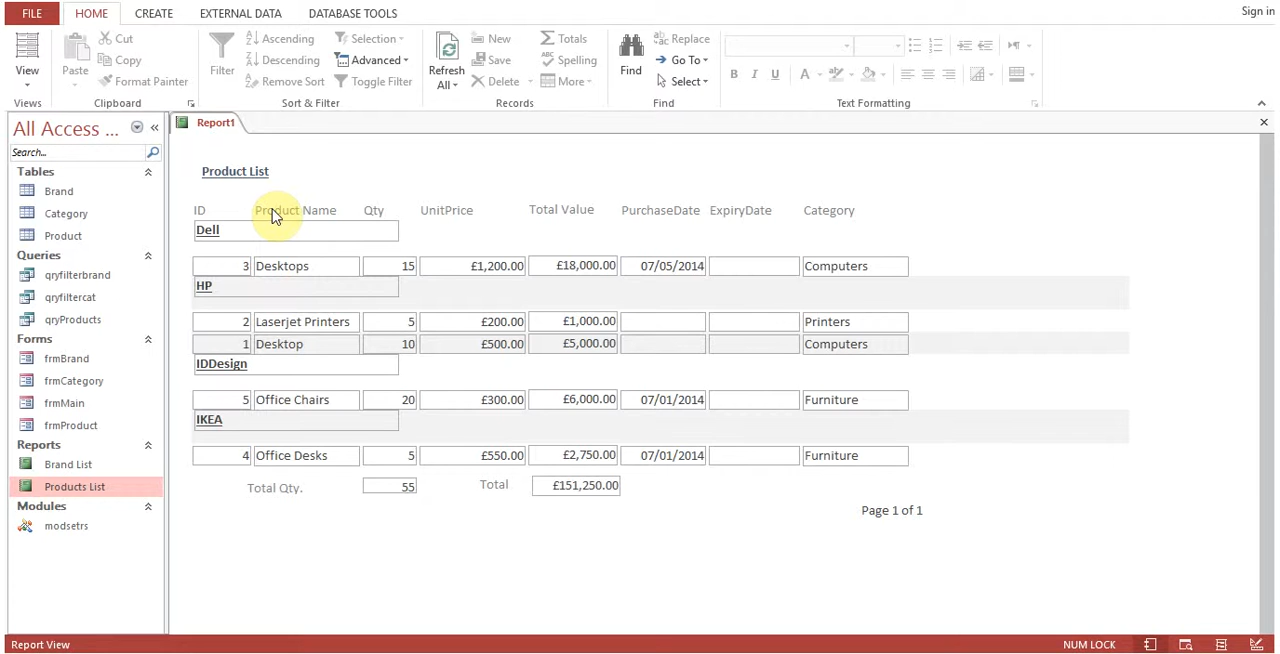 FILE HOME CREATE EXTERNAL DATA DATABASE TOOLS Sign in
View
Views
Paste
Cut
Copy
Format Painter
Clipboard
Filter
Ascending
Descending
Remove Sort
Selection
Advanced
Toggle Filter
Sort & Filter
Refresh
All
New
Save
Delete
Totals
Spelling
More
Records
Find
Replace
Go To
Select
Find
B I U A
Text Formatting
All Access ...
Search...
Tables
Brand
Category
Product
Queries
qryfilterbrand
qryfiltercat
qryProducts
Forms
frmBrand
frmCategory
frmMain
frmProduct
Reports
Brand List
Products List
Modules
modsetrs
Report1
Product List
ID Product Name Qty UnitPrice Total Value PurchaseDate ExpiryDate Category
Dell
3 Desktops 15 £1,200.00 £18,000.00 07/05/2014 Computers
HP
2 Laserjet Printers 5 £200.00 £1,000.00 Printers
1 Desktop 10 £500.00 £5,000.00 Computers
IDDesign
5 Office Chairs 20 £300.00 £6,000.00 07/01/2014 Furniture
IKEA
4 Office Desks 5 £550.00 £2,750.00 07/01/2014 Furniture
Total Qty. 55 Total £151,250.00
Page 1 of 1
Report View NUM LOCK